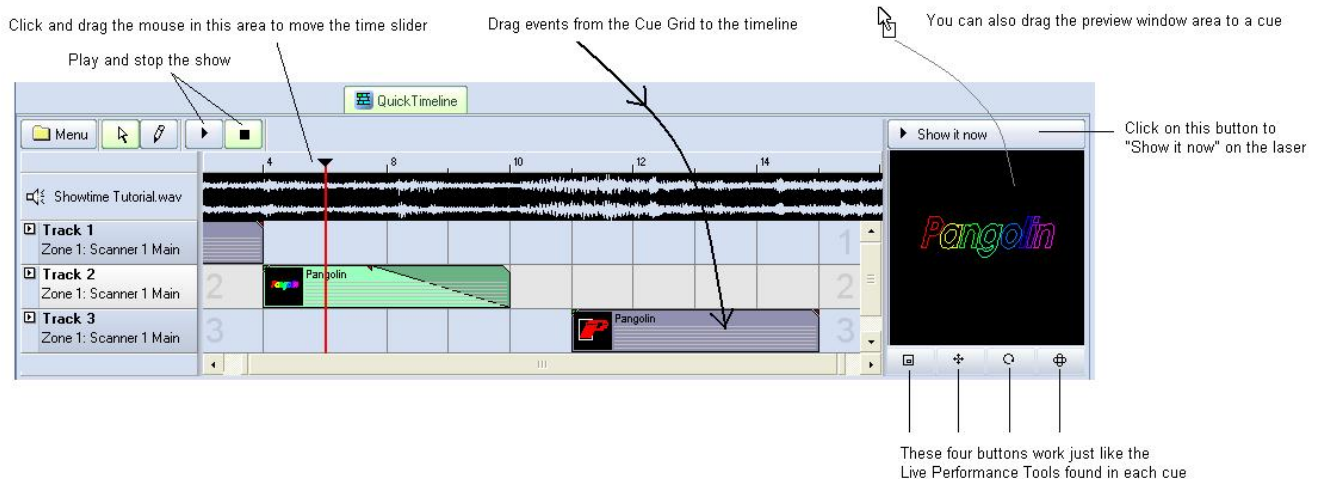 Click and drag the mouse in this area to move the time slider
Drag events from the Cue Grid to the timeline
You can also drag the preview window area to a cue
Play and stop the show
QuickTimeline
Menu
Show it now
Click on this button to
"Show it now" on the laser
4 8 10 12 14
Showtime Tutorial.wav
Pangolin
Track 1
Zone 1: Scanner 1 Main
1
Track 2
Zone 1: Scanner 1 Main
2
Pangolin
Pangolin
2
Track 3
Zone 1: Scanner 1 Main
3
Pangolin
3
These four buttons work just like the
Live Performance Tools found in each cue